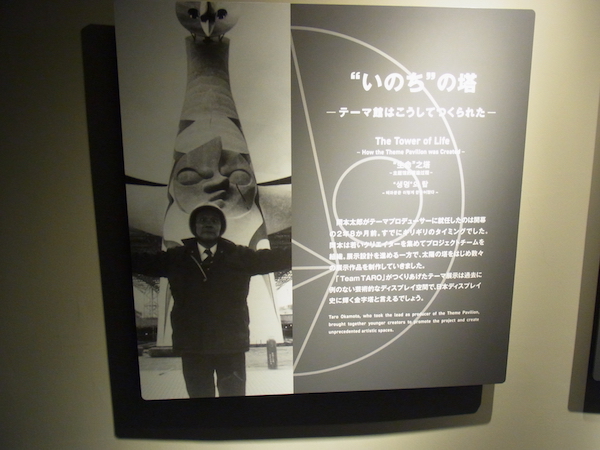 “いのち”の塔
－テーマ館はこうしてつくられた－
The Tower of Life
- How the Theme Pavilion was Created -
“生命”之塔
“생명”의 탑
岡本太郎がテーマプロデューサーに就任したのは開幕
の2年8か月前。すでにギリギリのタイミングでした。
岡本は若いクリエイターを集めてプロジェクトチームを
組織。展示設計を進める一方で、太陽の塔をはじめ数々
の展示作品を制作していきました。
「Team TARO」がつくりあげたテーマ展示は過去に
例のない芸術的なディスプレイ空間で、日本ディスプレイ
史に輝く金字塔と言えるでしょう。
Taro Okamoto, who took the lead as producer of the Theme Pavilion,
brought together younger creators to promote the project and create
unprecedented artistic spaces.